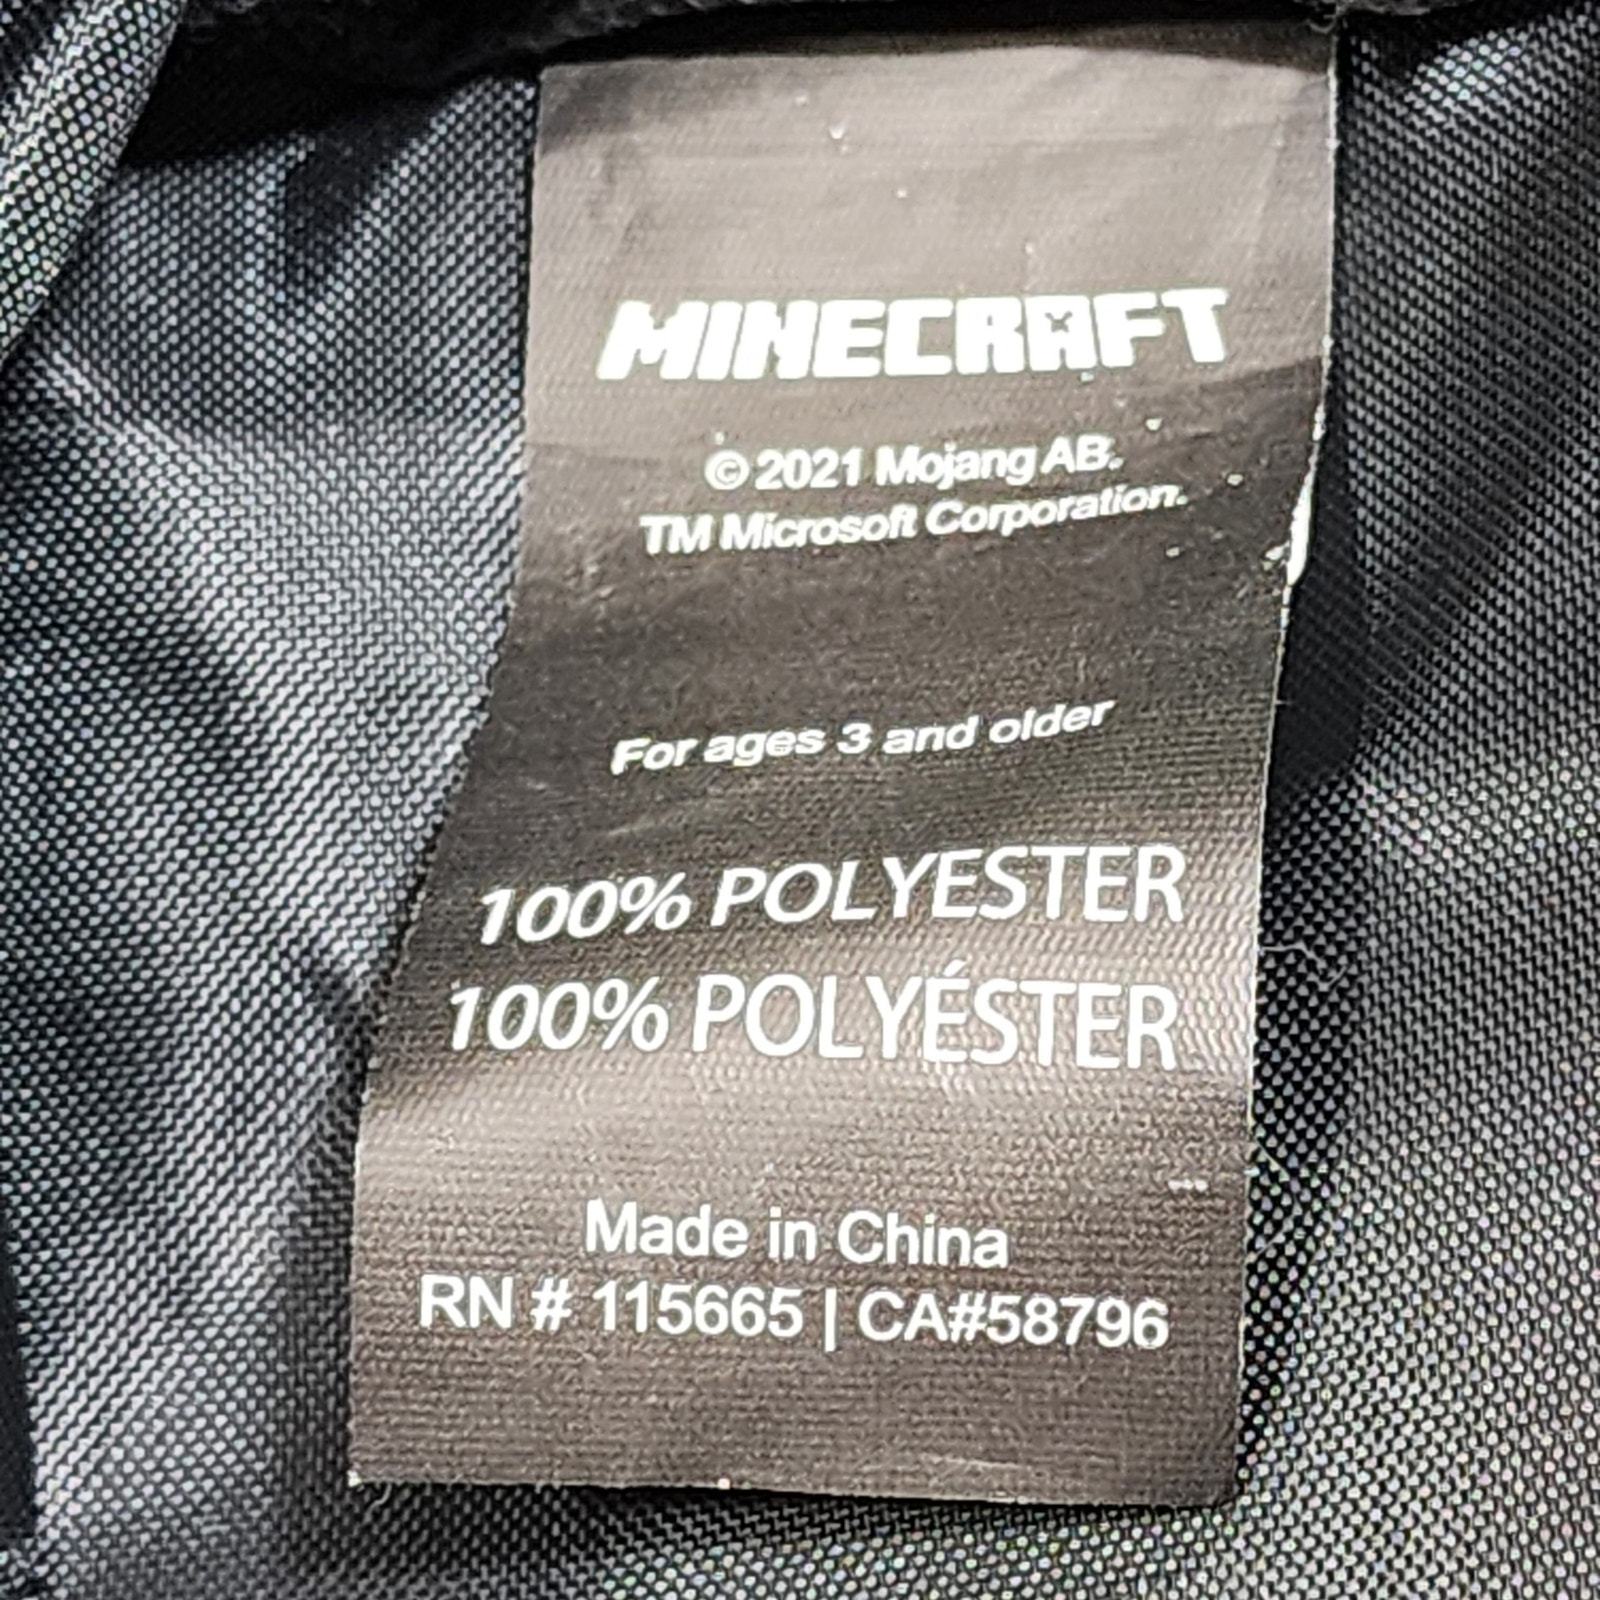 MINECRAFT
©2021 Mojang AB.
TM Microsoft Corporation.
For ages 3 and older
100% POLYESTER
100% POLYÉSTER
Made in China
RN # 115665 | CA#58796